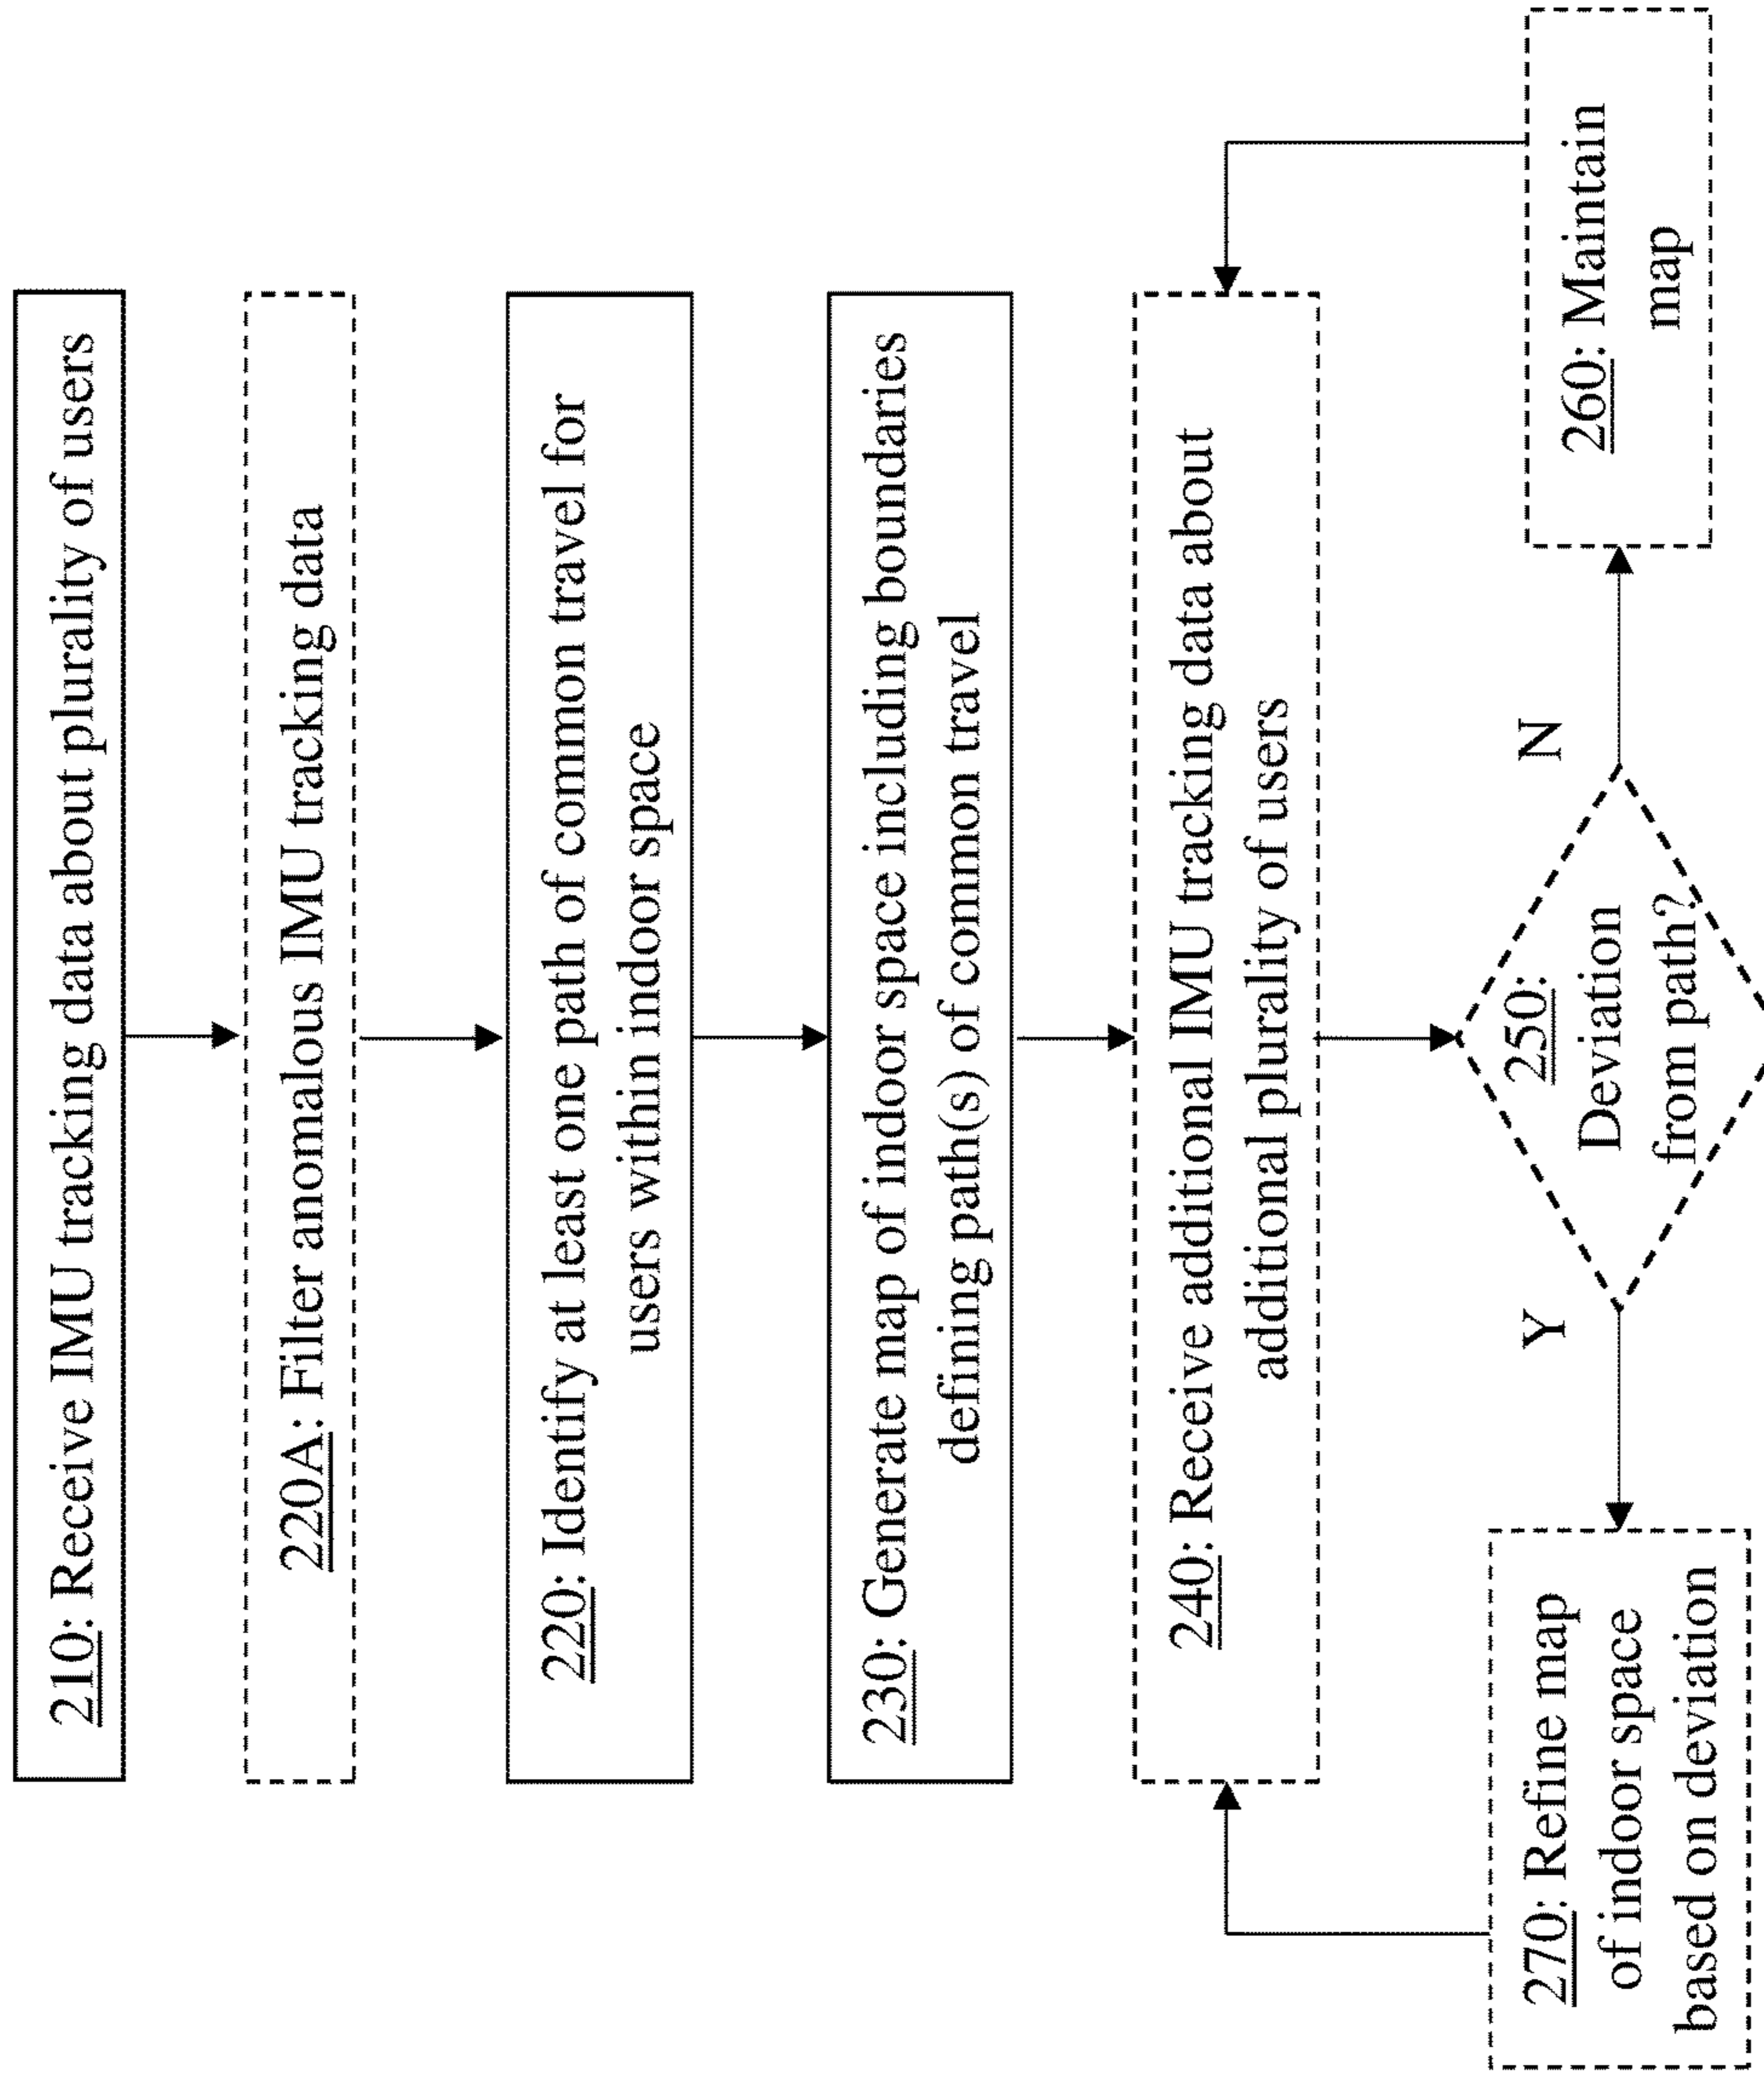 210: Receive IMU tracking data about plurality of users
220A: Filter anomalous IMU tracking data
220: Identify at least one path of common travel for
users within indoor space
230: Generate map of indoor space including boundaries
defining path(s) of common travel
240: Receive additional IMU tracking data about
additional plurality of users
250:
Deviation
from path?
Y
N
270: Refine map
of indoor space
based on deviation
260: Maintain
map